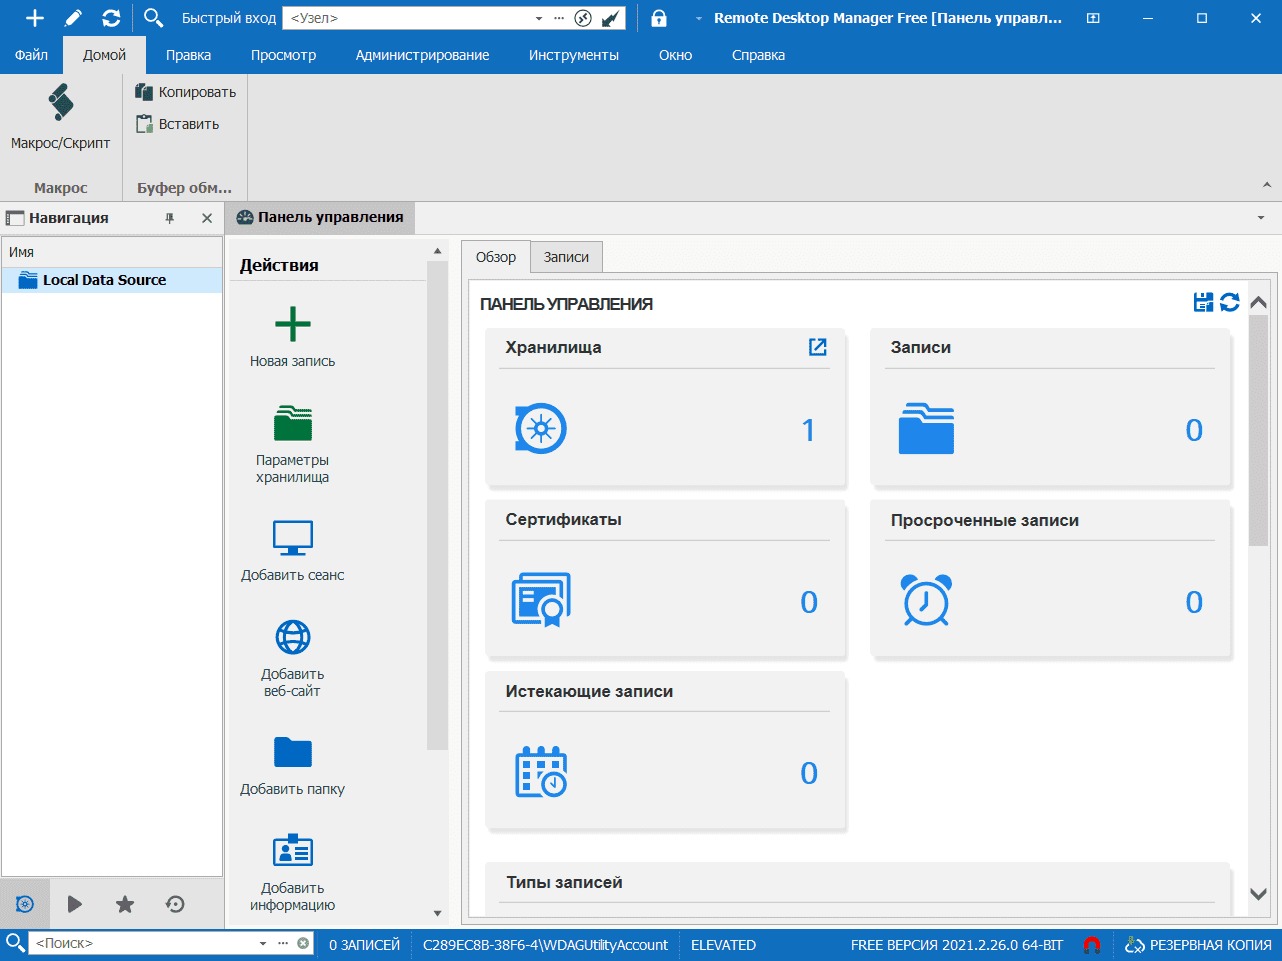 Быстрый вход <Узел> Remote Desktop Manager Free [Панель управл...
Файл Домой Правка Просмотр Администрирование Инструменты Окно Справка
Макрос/Скрипт
Макрос
Копировать
Вставить
Буфер обм...
Навигация
Имя
Local Data Source
Панель управления
Действия
Новая запись
Параметры
хранилища
Добавить сеанс
Добавить
веб-сайт
Добавить папку
Добавить
информацию
Обзор Записи
ПАНЕЛЬ УПРАВЛЕНИЯ
Хранилища
1
Записи
0
Сертификаты
0
Просроченные записи
0
Истекающие записи
0
Типы записей
<Поиск> 0 ЗАПИСЕЙ C289EC8B-38F6-4\WDAGUtilityAccount ELEVATED FREE ВЕРСИЯ 2021.2.26.0 64-BIT РЕЗЕРВНАЯ КОПИЯ